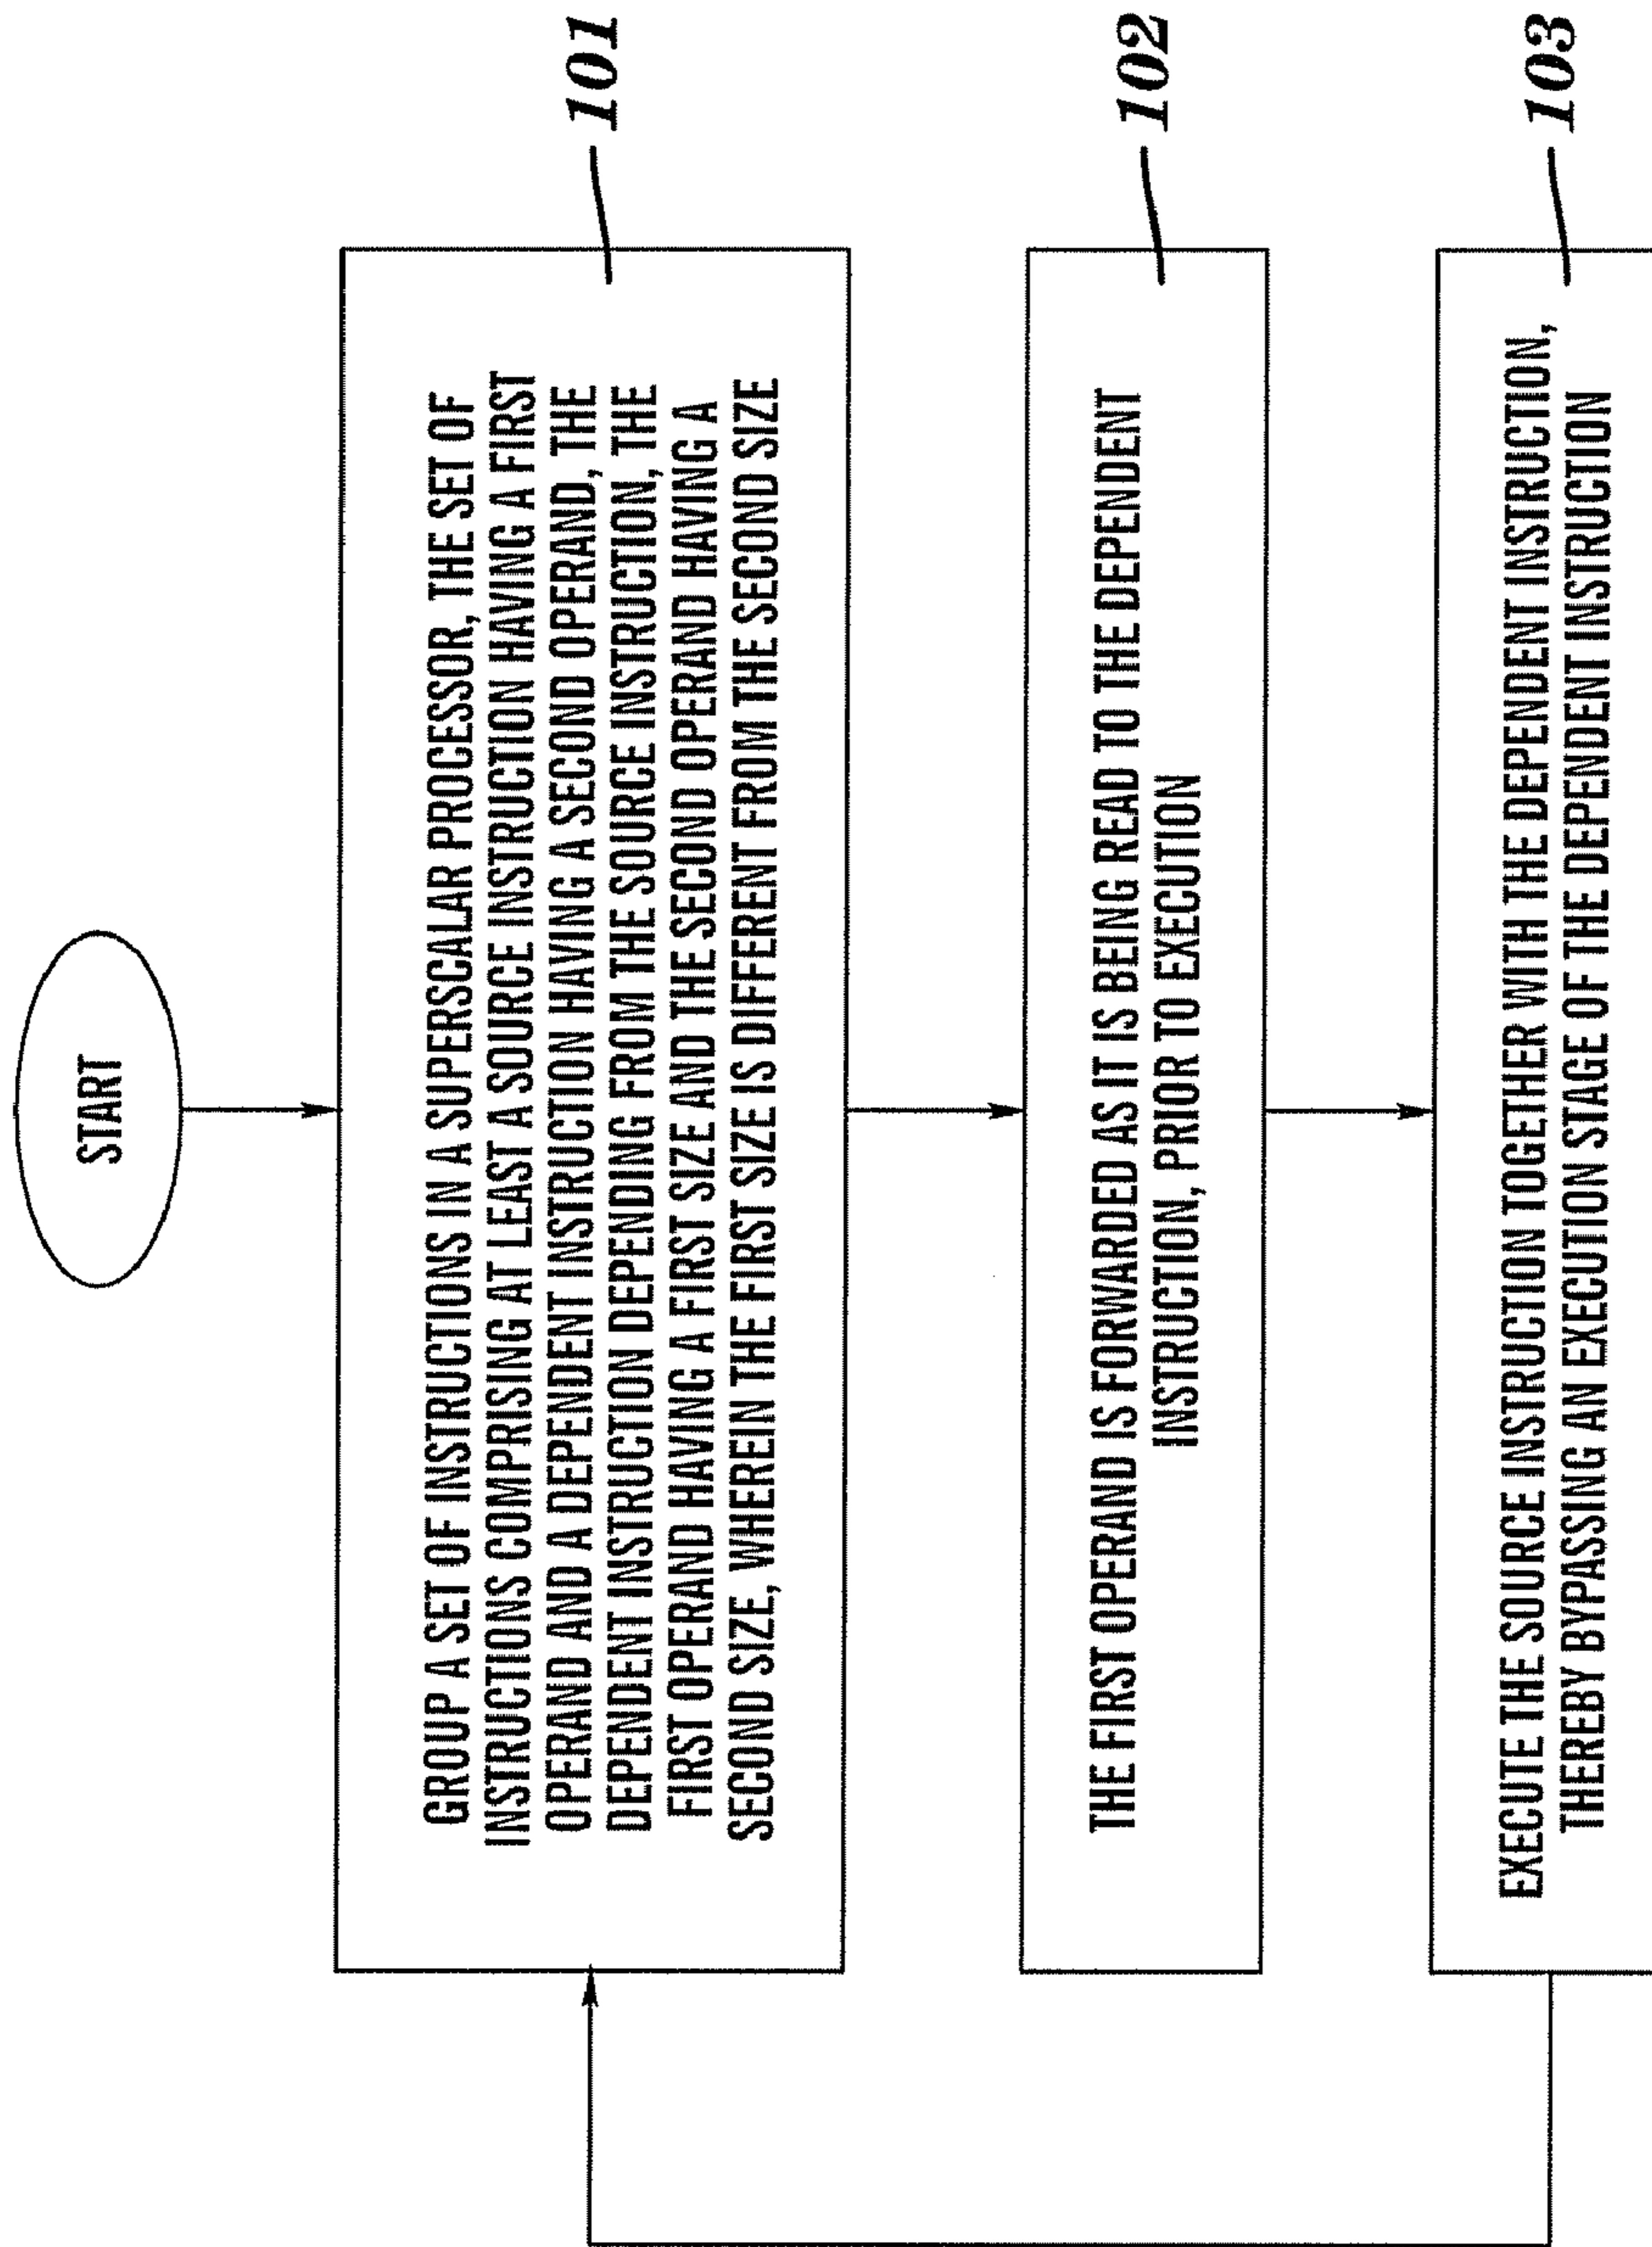 START
GROUP A SET OF INSTRUCTIONS IN A SUPERSCALAR PROCESSOR, THE SET OF
INSTRUCTIONS COMPRISING AT LEAST A SOURCE INSTRUCTION HAVING A FIRST
OPERAND AND A DEPENDENT INSTRUCTION HAVING A SECOND OPERAND, THE
DEPENDENT INSTRUCTION DEPENDING FROM THE SOURCE INSTRUCTION, THE
FIRST OPERAND HAVING A FIRST SIZE AND THE SECOND OPERAND HAVING A
SECOND SIZE, WHEREIN THE FIRST SIZE IS DIFFERENT FROM THE SECOND SIZE
101
THE FIRST OPERAND IS FORWARDED AS IT IS BEING READ TO THE DEPENDENT
INSTRUCTION, PRIOR TO EXECUTION
102
EXECUTE THE SOURCE INSTRUCTION TOGETHER WITH THE DEPENDENT INSTRUCTION,
THEREBY BYPASSING AN EXECUTION STAGE OF THE DEPENDENT INSTRUCTION
103